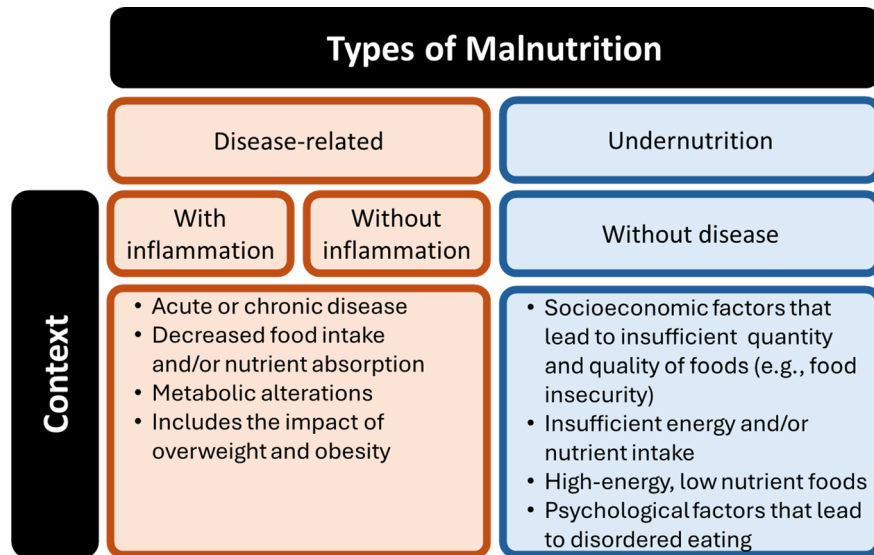 Types of Malnutrition
Disease-related
Undernutrition
With
inflammation
Without
inflammation
Without disease
Context
• Acute or chronic disease
• Decreased food intake
and/or nutrient absorption
• Metabolic alterations
• Includes the impact of
overweight and obesity
• Socioeconomic factors that
lead to insufficient quantity
and quality of foods (e.g., food
insecurity)
• Insufficient energy and/or
nutrient intake
• High-energy, low nutrient foods
• Psychological factors that lead
to disordered eating